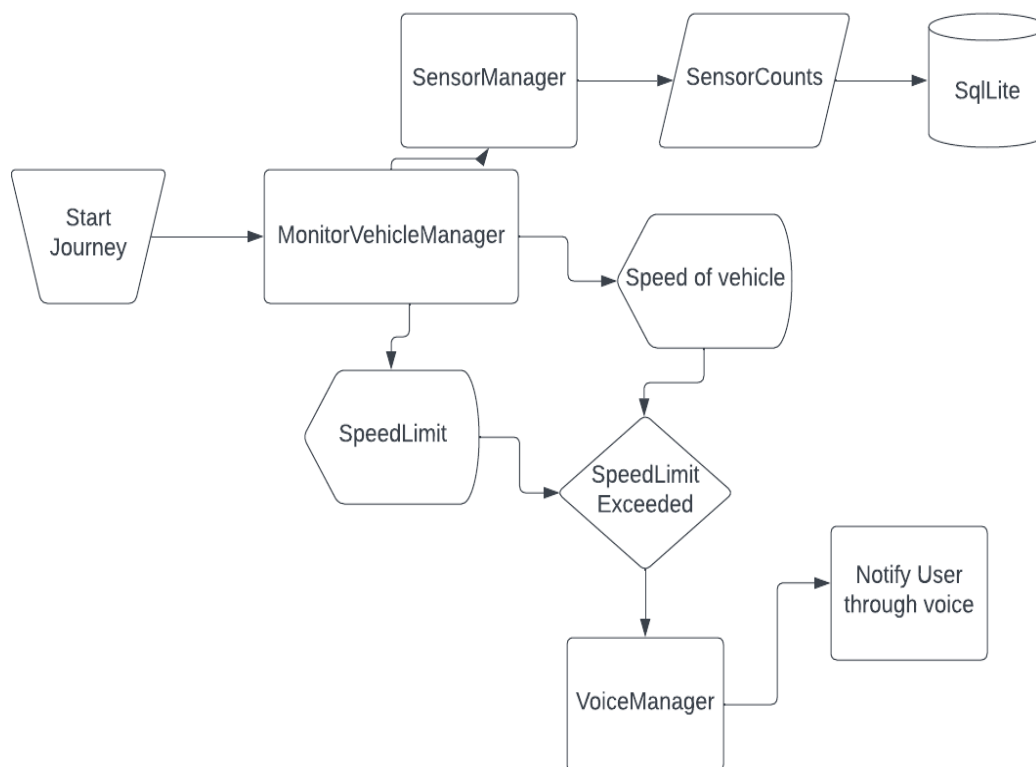 SensorManager
SensorCounts
SqlLite
Start
Journey
MonitorVehicleManager
Speed of vehicle
SpeedLimit
SpeedLimit
Exceeded
Notify User
through voice
VoiceManager